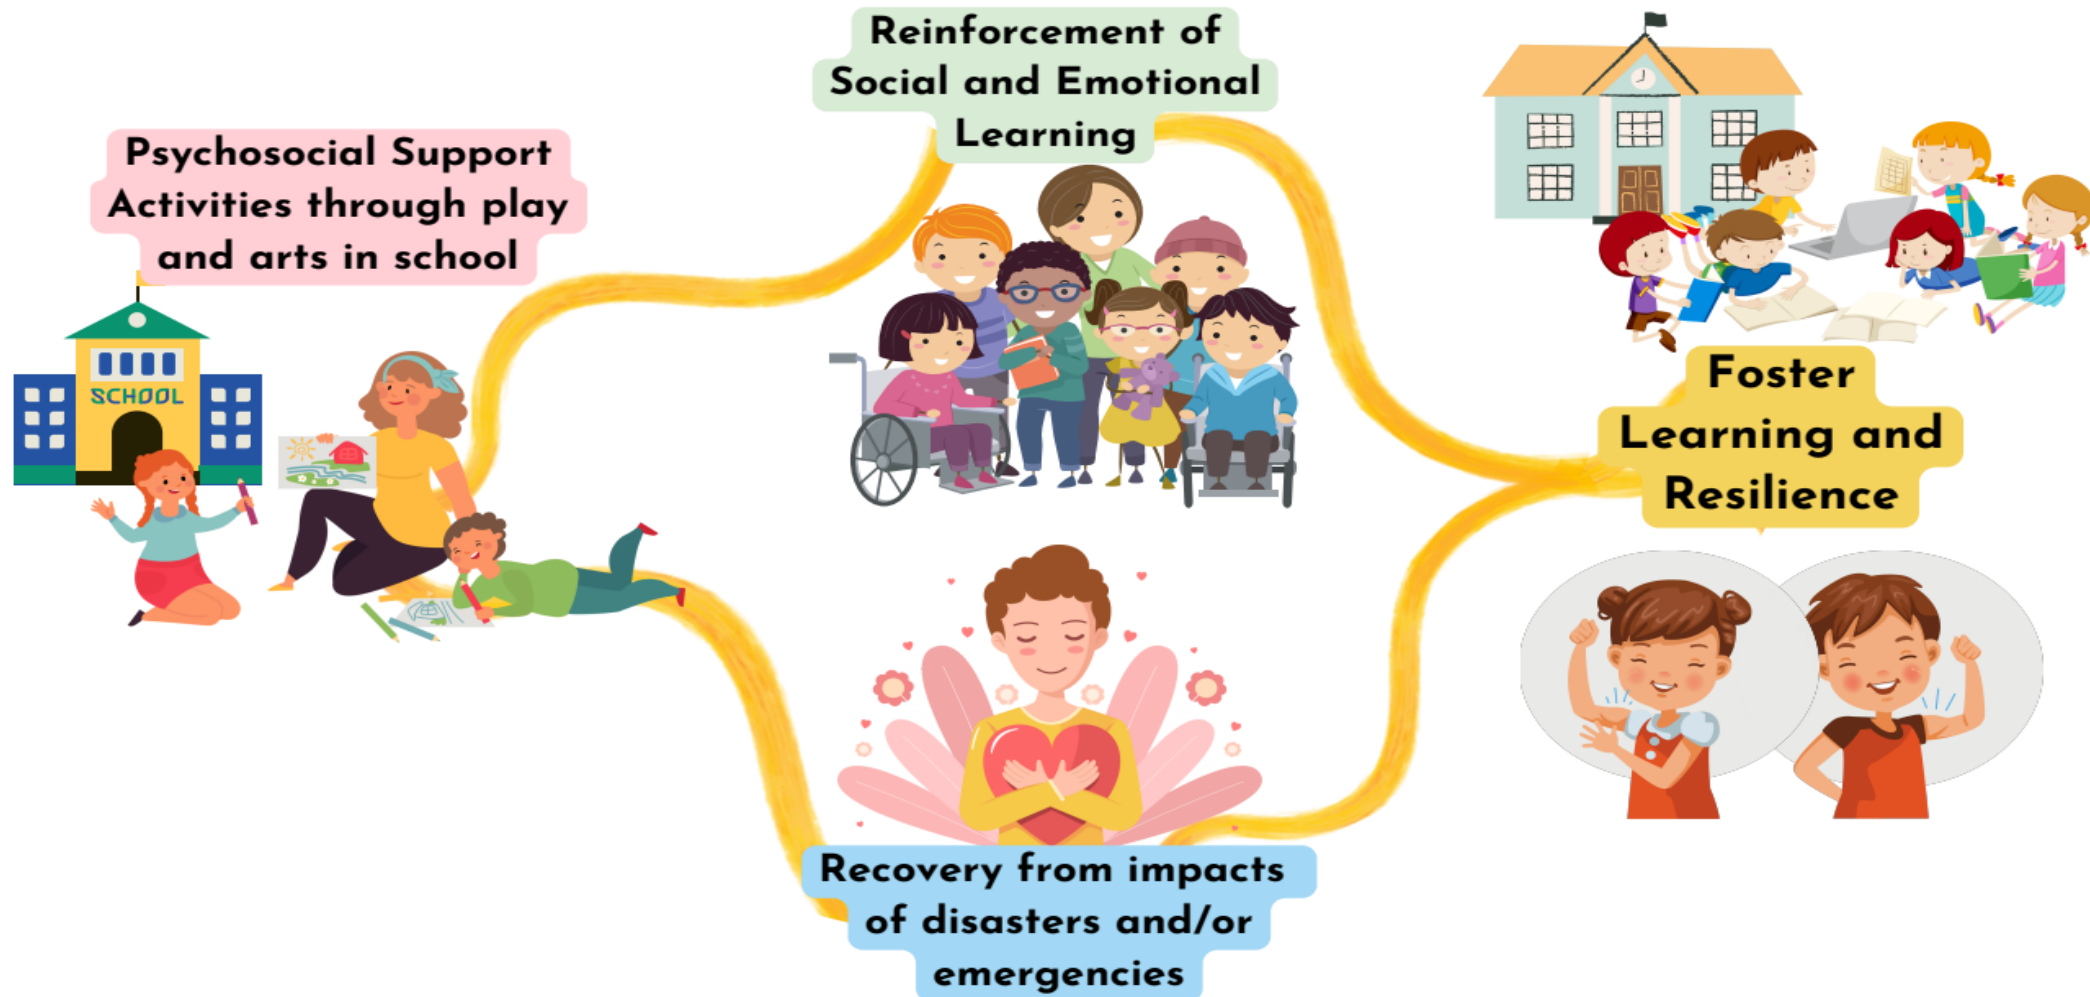 Psychosocial Support
Activities through play
and arts in school
SCHOOL
Reinforcement of
Social and Emotional
Learning
Recovery from impacts
of disasters and/or
emergencies
Foster
Learning and
Resilience